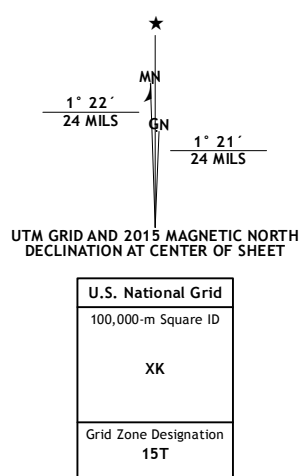 ★
MN
1° 22´
24 MILS
GN
1° 21´
24 MILS
UTM GRID AND 2015 MAGNETIC NORTH
DECLINATION AT CENTER OF SHEET
U.S. National Grid
100,000-m Square ID
XK
Grid Zone Designation
15T